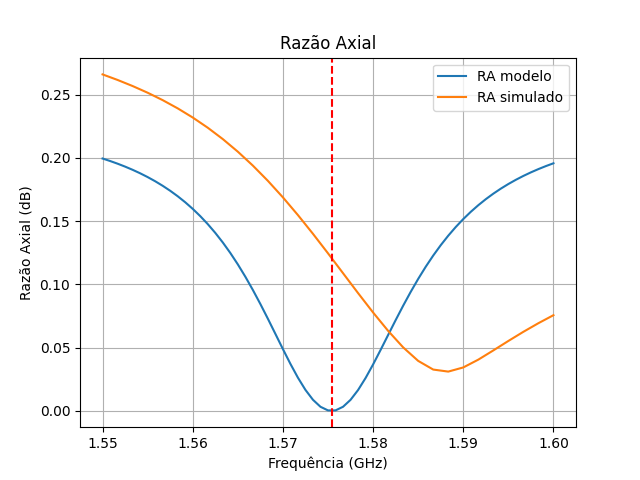 Razão Axial
RA modelo
RA simulado
Razão Axial (dB)
0.25
0.20
0.15
0.10
0.05
0.00
1.55 1.56 1.57 1.58 1.59 1.60
Frequência (GHz)